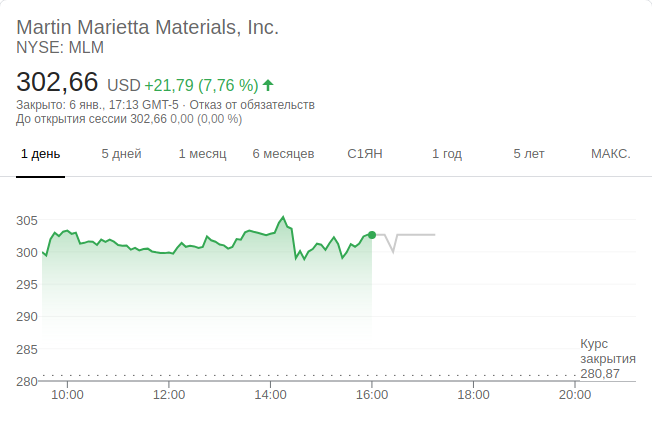 Martin Marietta Materials, Inc.
NYSE: MLM
302,66 USD +21,79 (7,76 %)
Закрыто: 6 янв., 17:13 GMT-5 · Отказ от обязательств
До открытия сессии 302,66 0,00 (0,00 %)
1 день 5 дней 1 месяц 6 месяцев С1ЯН 1 год 5 лет МАКС.
305
300
295
290
285
280
Курс
закрытия
280,87
10:00 12:00 14:00 16:00 18:00 20:00